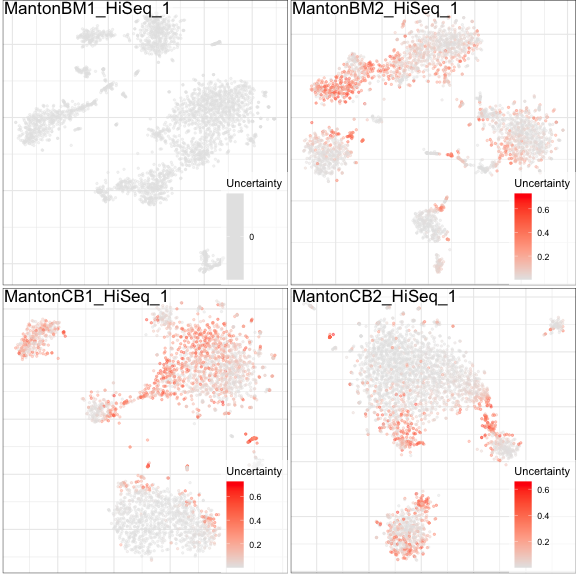 MantonBM1_HiSeq_1
Uncertainty
0
MantonBM2_HiSeq_1
Uncertainty
0.6
0.4
0.2
MantonCB1_HiSeq_1
Uncertainty
0.6
0.4
0.2
MantonCB2_HiSeq_1
Uncertainty
0.6
0.4
0.2